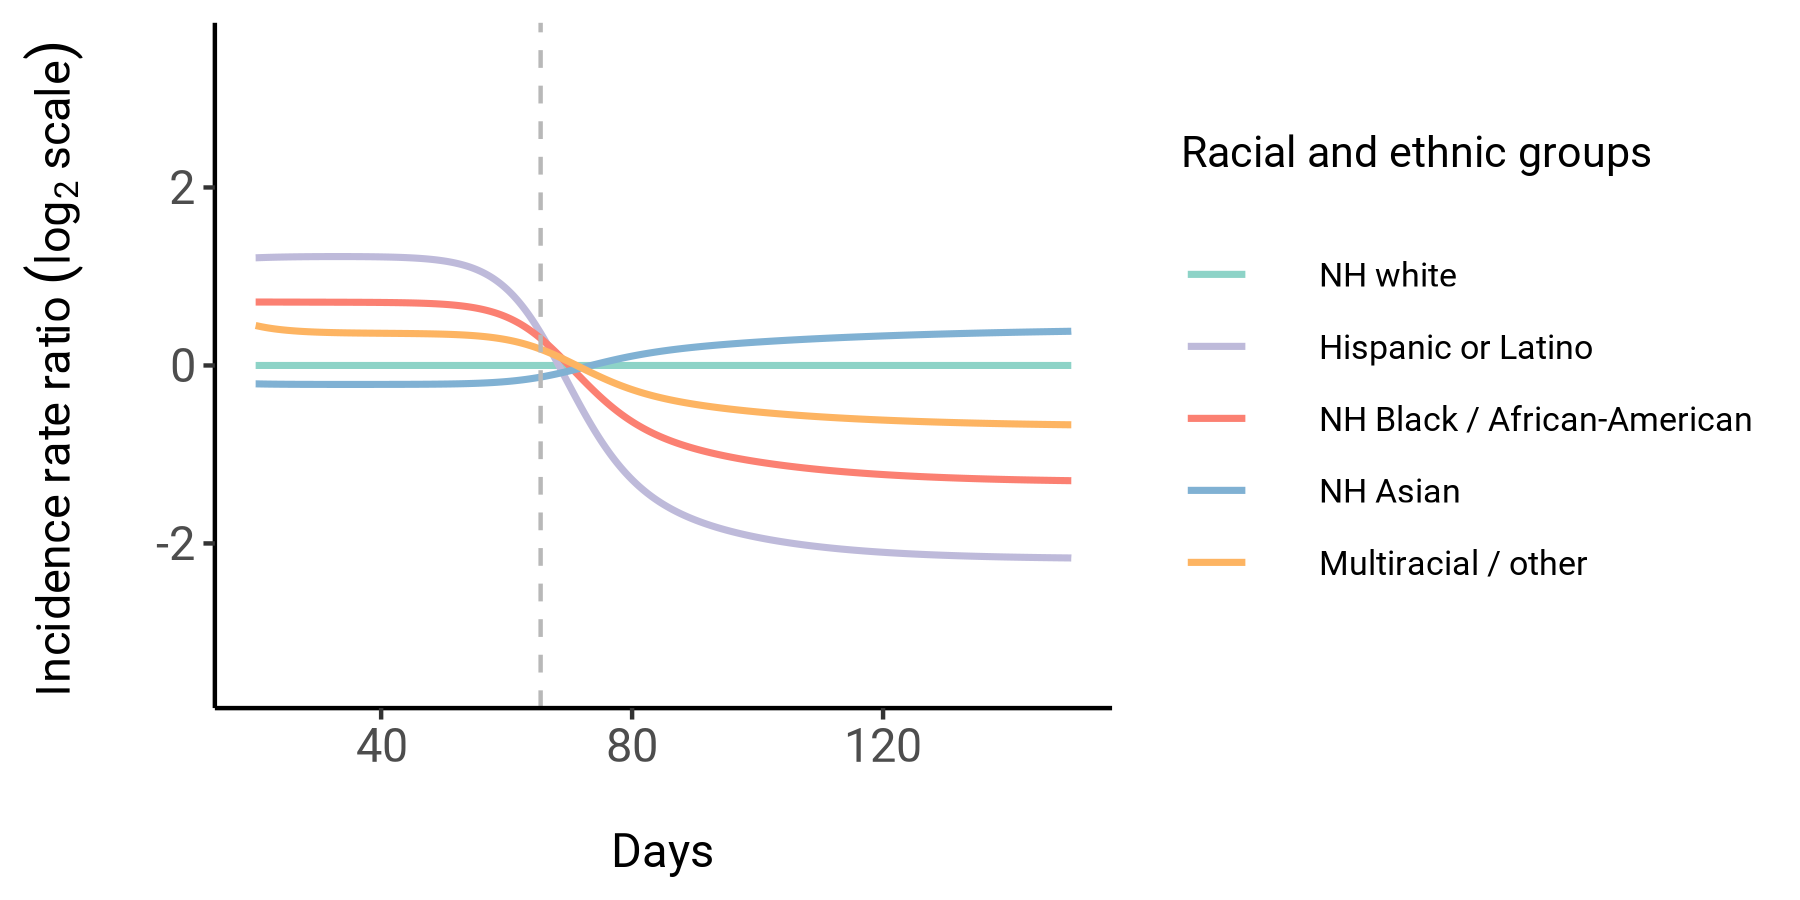 Incidence rate ratio (log₂ scale)
2
0
-2
40 80 120
Days
Racial and ethnic groups
NH white
Hispanic or Latino
NH Black / African-American
NH Asian
Multiracial / other